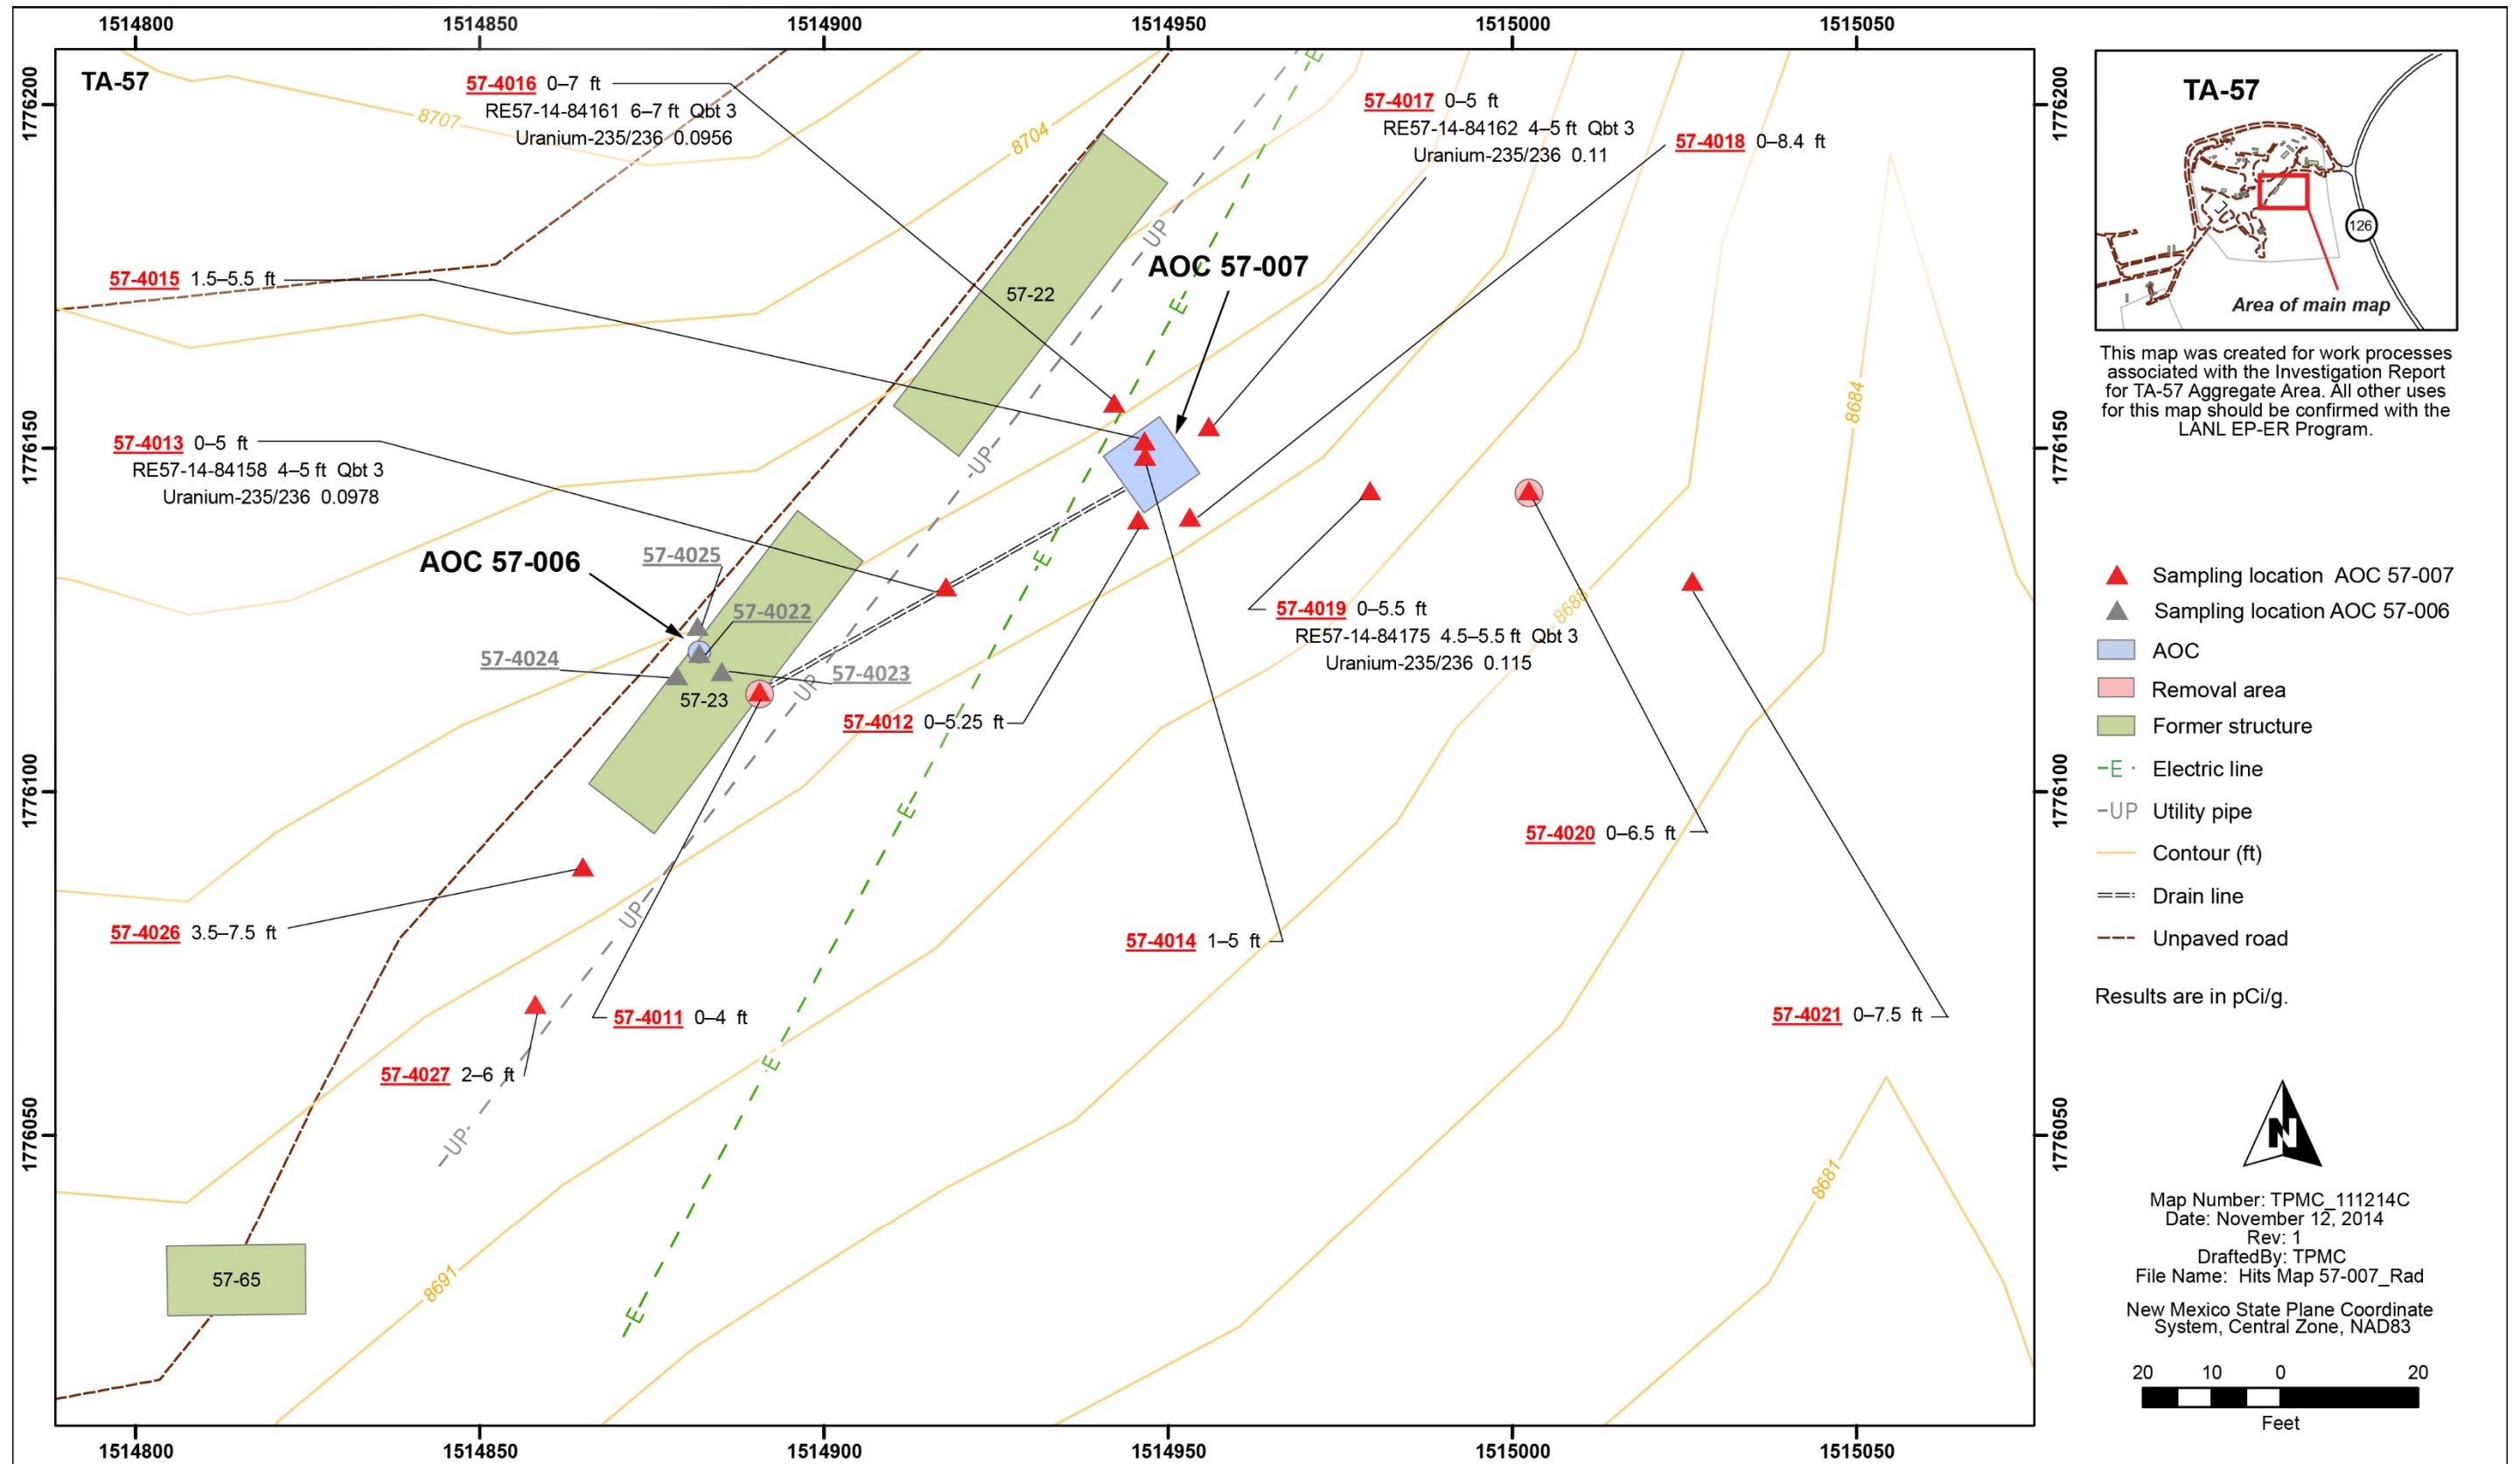 1514800 1514850 1514900 1514950 1515000 1515050
1776200
1776150
1776100
1776050
TA-57
8707
57-4016 0–7 ft
RE57-14-84161 6–7 ft Qbt 3
Uranium-235/236 0.0956
8704
E
57-4017 0–5 ft
RE57-14-84162 4–5 ft Qbt 3
Uranium-235/236 0.11
57-4018 0–8.4 ft
UP
AOC 57-007
57-4015 1.5–5.5 ft
57-22
E
8684
57-4013 0–5 ft
RE57-14-84158 4–5 ft Qbt 3
Uranium-235/236 0.0978
UP
AOC 57-006
57-4025
E
57-4022
57-4019 0–5.5 ft
RE57-14-84175 4.5–5.5 ft Qbt 3
Uranium-235/236 0.115
8688
57-4024
57-4023
57-23
UP
57-4012 0–5.25 ft
E
57-4020 0–6.5 ft
57-4026 3.5–7.5 ft
UP
57-4014 1–5 ft
57-4011 0–4 ft
57-4021 0–7.5 ft
57-4027 2–6 ft
E
UP
8681
57-65
8691
E
1776200
1776150
1776100
1776050
1514800 1514850 1514900 1514950 1515000 1515050
TA-57
126
Area of main map
This map was created for work processes
associated with the Investigation Report
for TA-57 Aggregate Area. All other uses
for this map should be confirmed with the
LANL EP-ER Program.
Sampling location AOC 57-007
Sampling location AOC 57-006
AOC
Removal area
Former structure
E Electric line
UP Utility pipe
Contour (ft)
Drain line
Unpaved road
Results are in pCi/g.
N
Map Number: TPMC_111214C
Date: November 12, 2014
Rev: 1
DraftedBy: TPMC
File Name: Hits Map 57-007_Rad
New Mexico State Plane Coordinate
System, Central Zone, NAD83
20 10 0 20
Feet